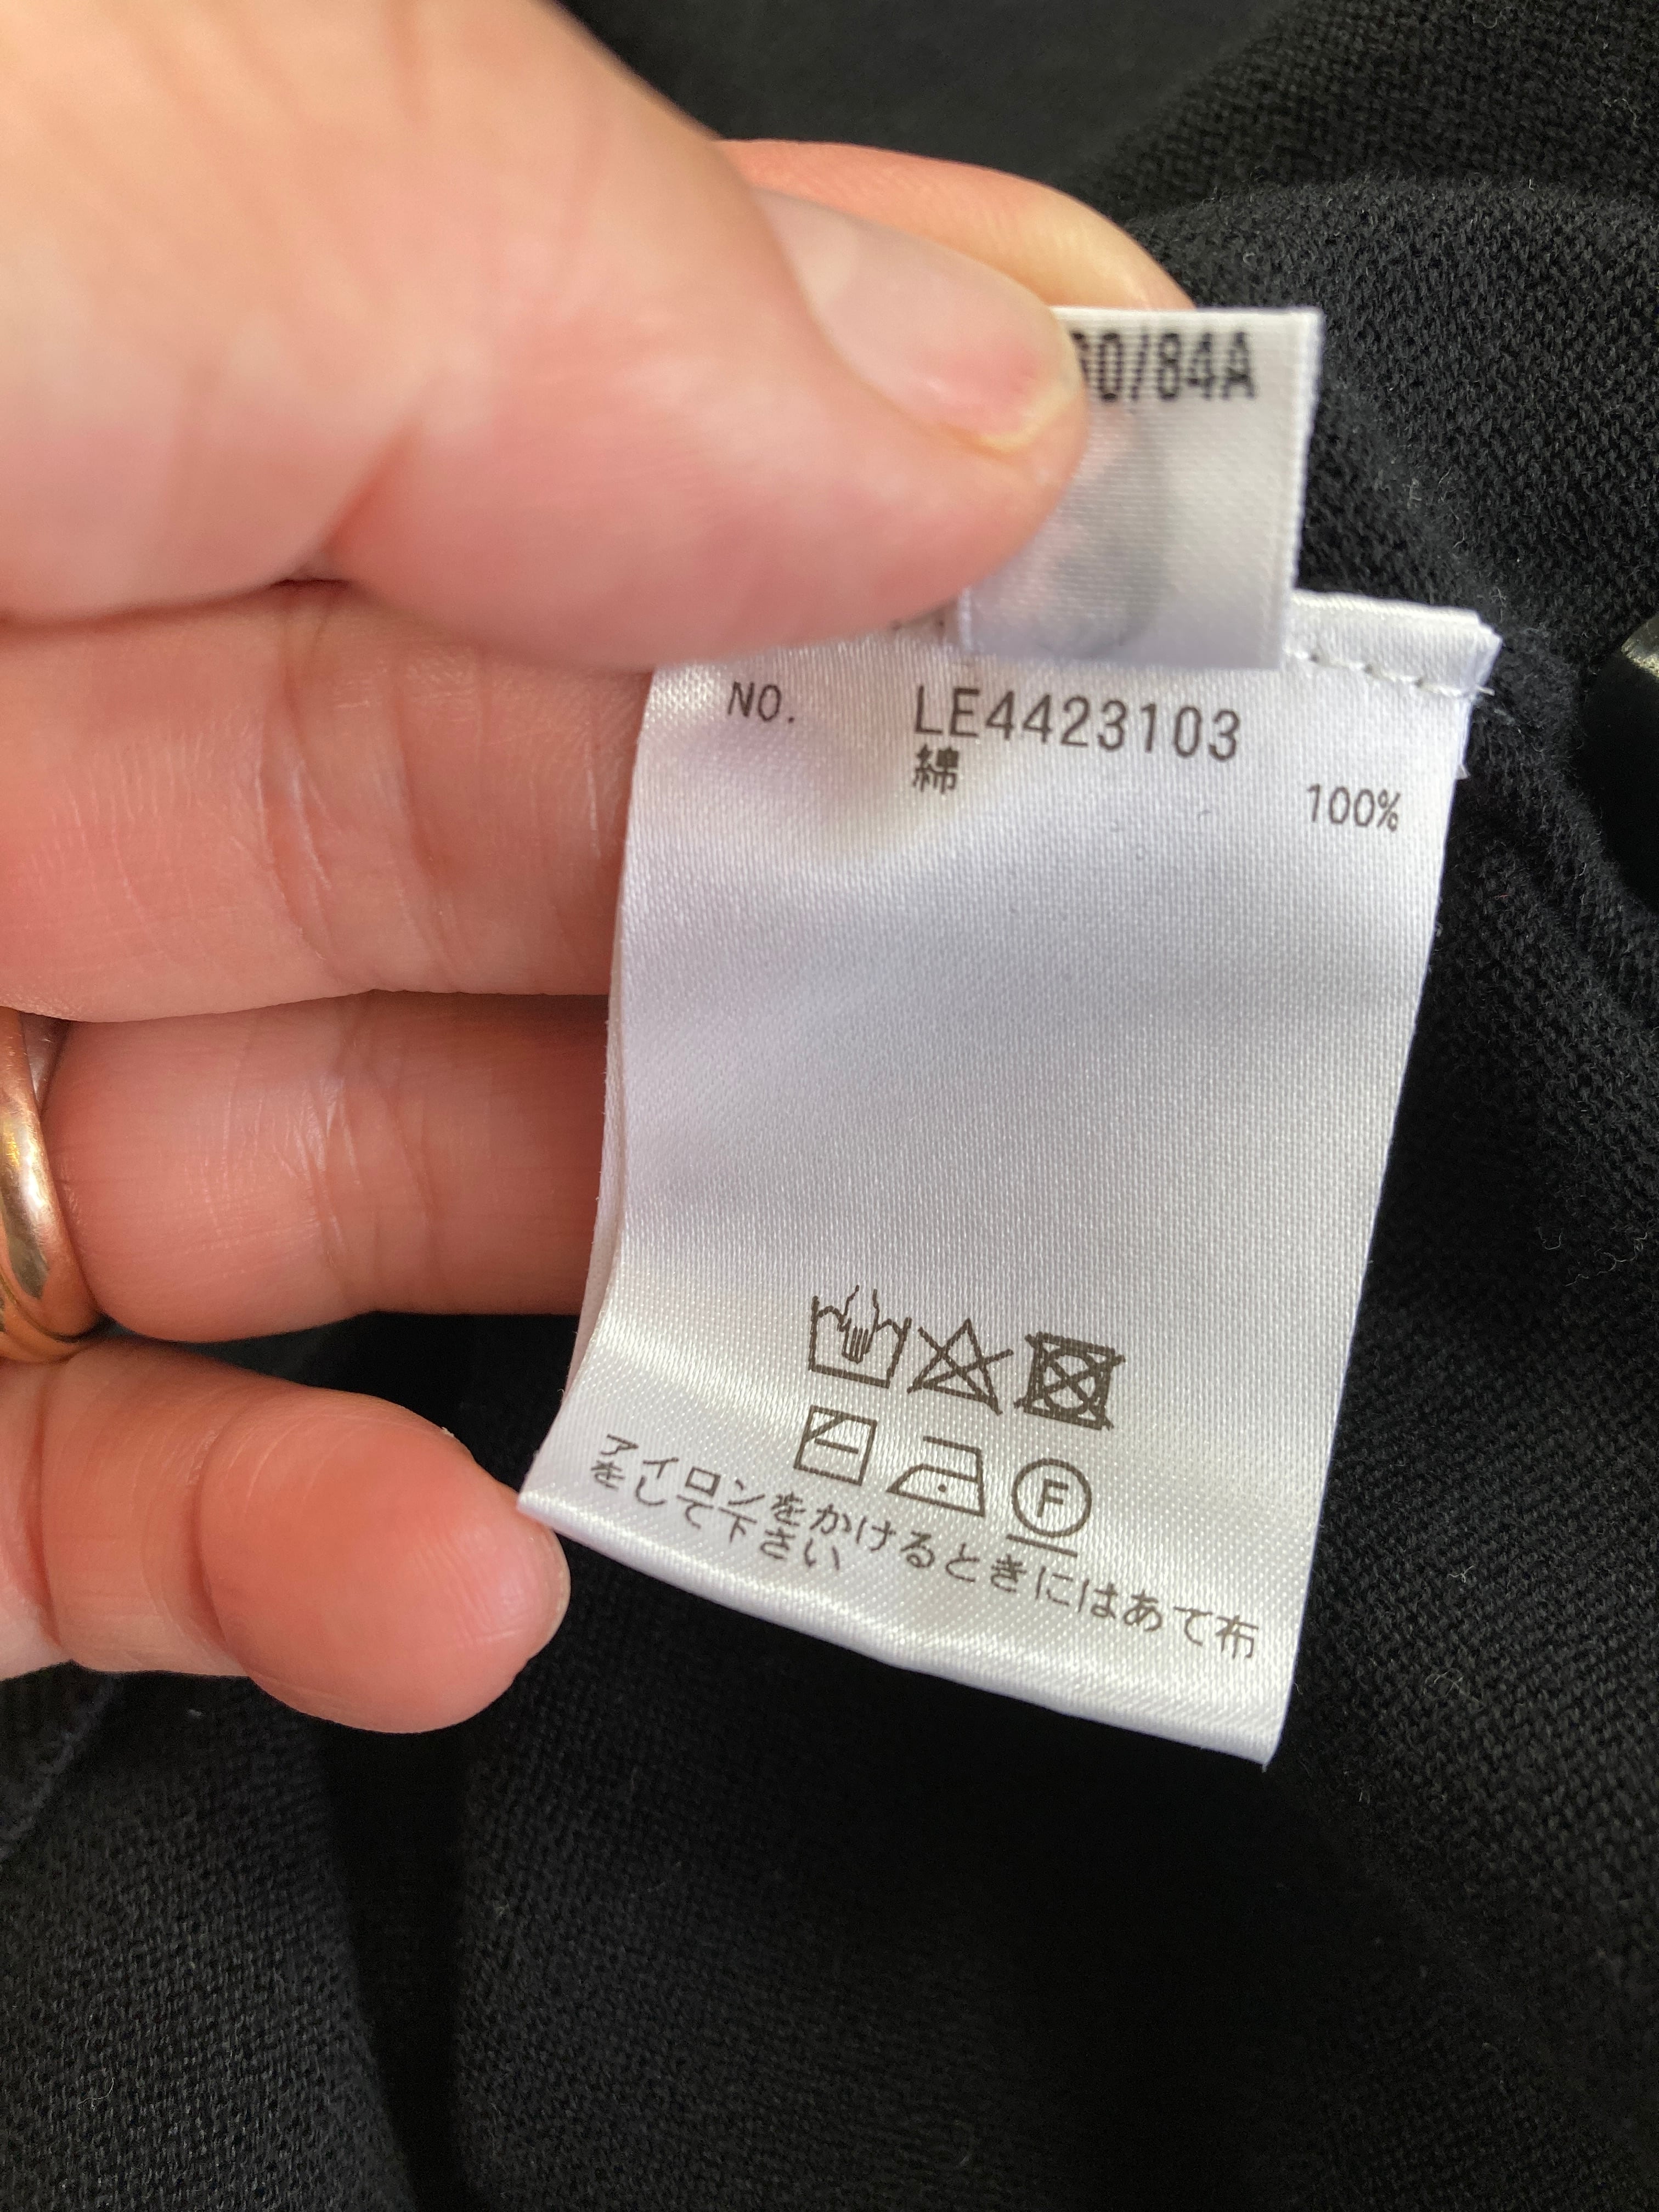 0/84A
NO. LE4423103
綿 100%
F
アイロンをかけるときにはあて布
をして下さい